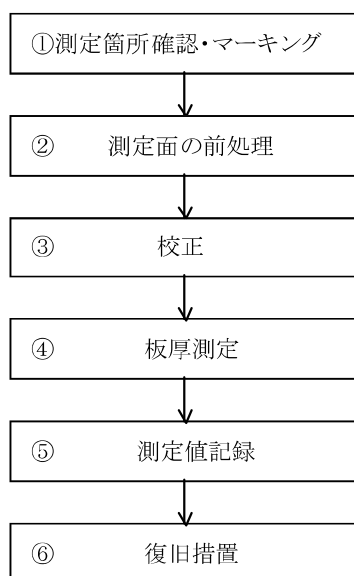 ①測定箇所確認・マーキング
② 測定面の前処理
③ 校正
④ 板厚測定
⑤ 測定値記録
⑥ 復旧措置